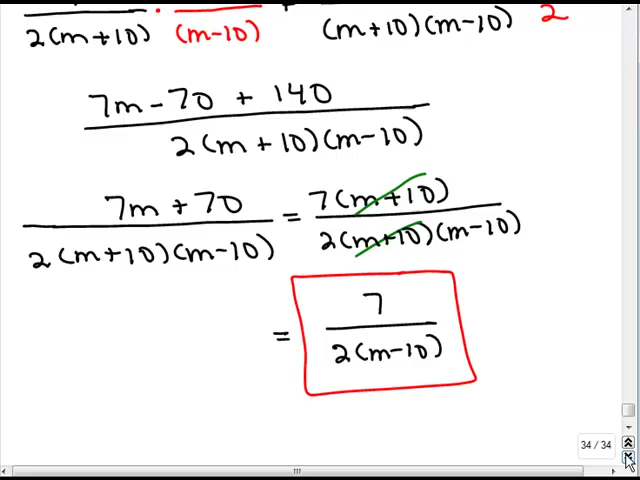 2(m+10) · (m-10) (m+10)(m-10) 2
7m - 70 + 140
2(m+10)(m-10)
7m + 70 = 7(m+10)
2(m+10)(m-10) 2(m+10)(m-10)
7
=
2(m-10)
34 / 34